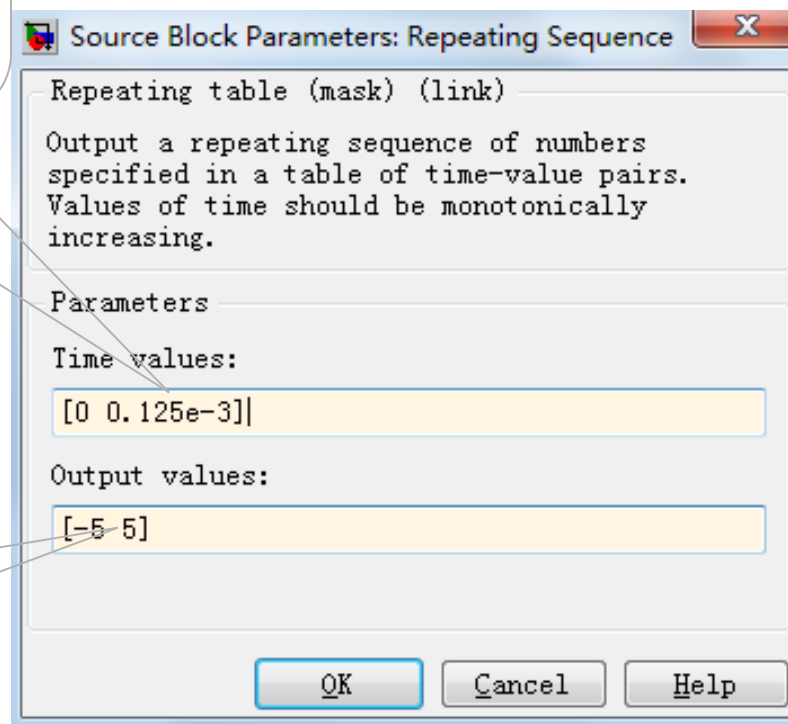 Source Block Parameters: Repeating Sequence
Repeating table (mask) (link)
Output a repeating sequence of numbers
specified in a table of time-value pairs.
Values of time should be monotonically
increasing.
Parameters
Time values:
[0 0.125e-3]
Output values:
[-5 5]
OK
Cancel
Help